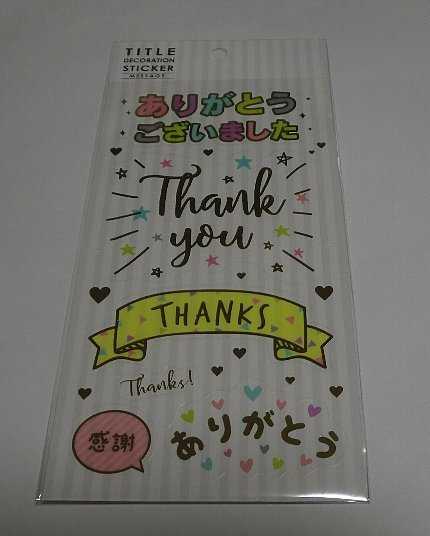 TITLE
DECORATION
STICKER
MESSAGE
ありがとう
ございました
Thank
you
THANKS
Thanks!
感謝
ありがとう